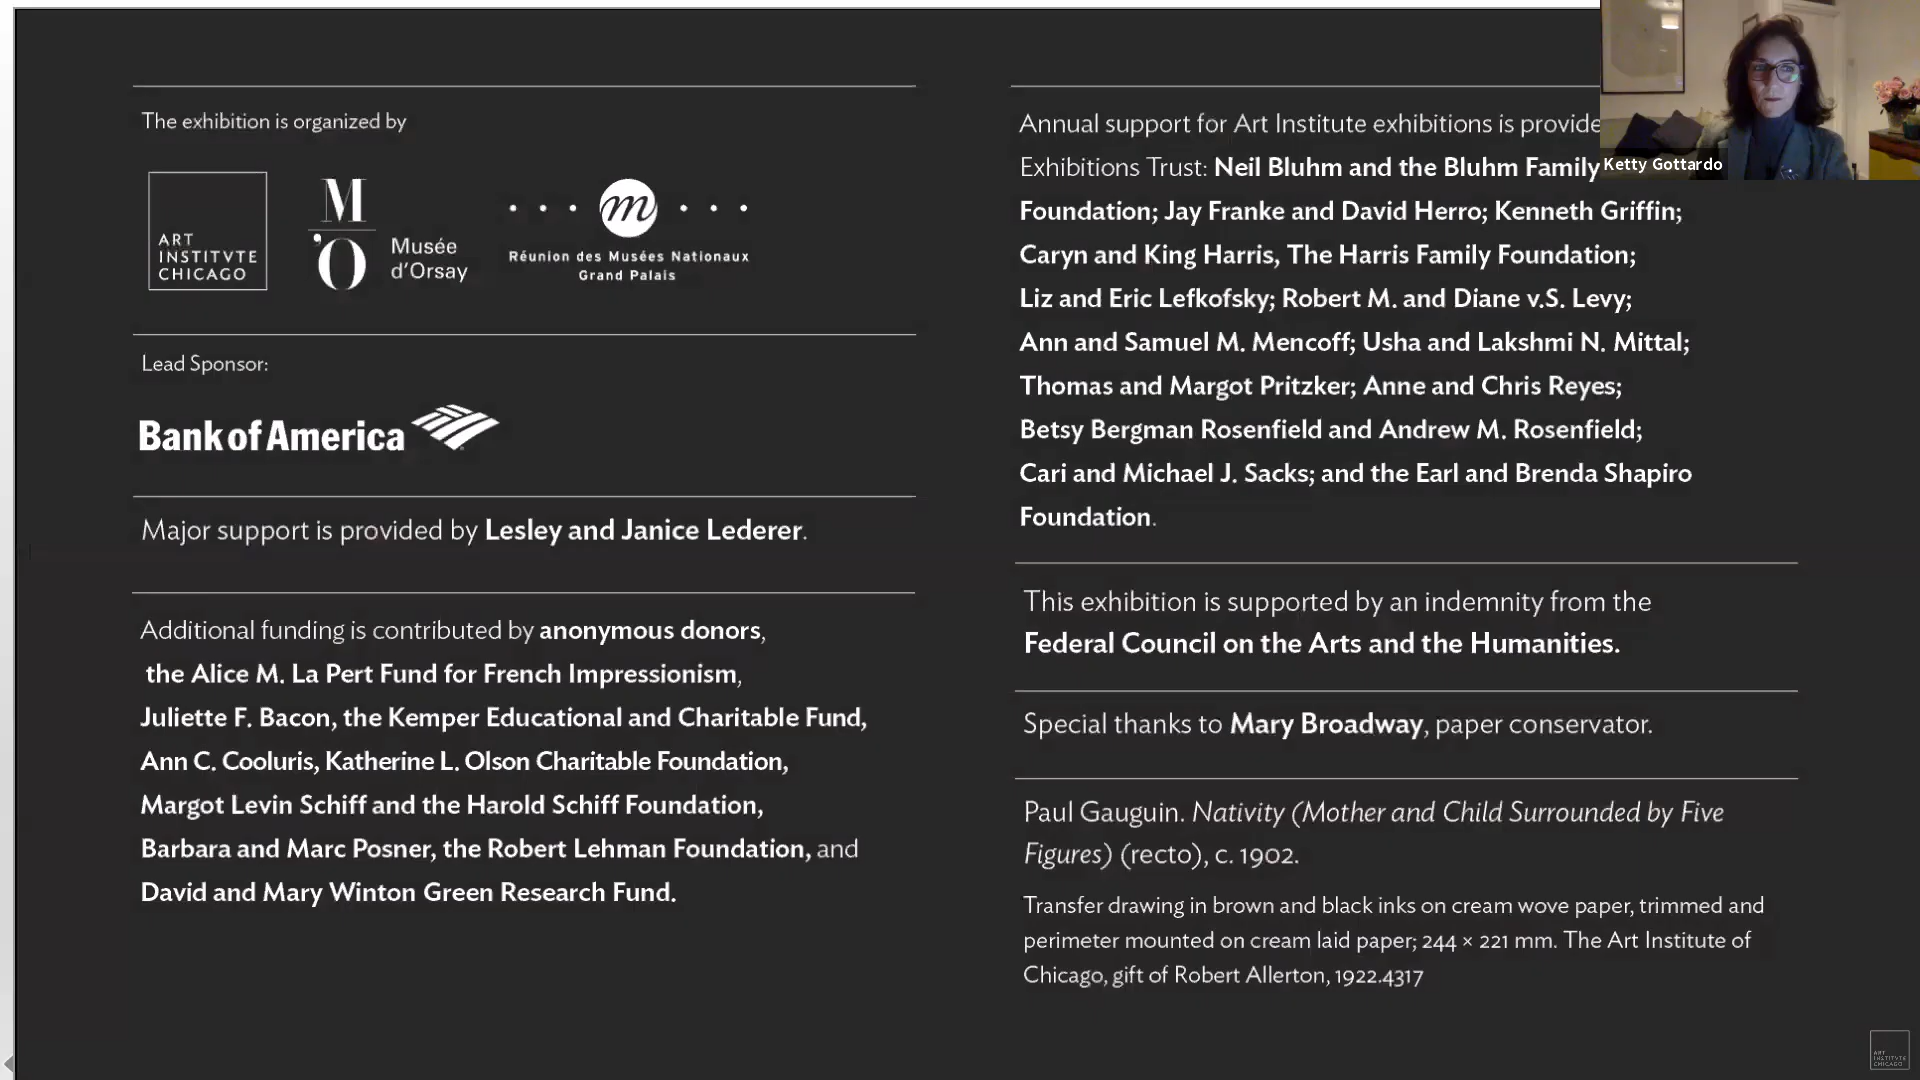 The exhibition is organized by
ART
INSTITVTE
CHICAGO
M
'O
Musée
d'Orsay
m
Réunion des Musées Nationaux
Grand Palais
Lead Sponsor:
Bank of America
Major support is provided by Lesley and Janice Lederer.
Additional funding is contributed by anonymous donors,
the Alice M. La Pert Fund for French Impressionism,
Juliette F. Bacon, the Kemper Educational and Charitable Fund,
Ann C. Cooluris, Katherine L. Olson Charitable Foundation,
Margot Levin Schiff and the Harold Schiff Foundation,
Barbara and Marc Posner, the Robert Lehman Foundation, and
David and Mary Winton Green Research Fund.
Annual support for Art Institute exhibitions is provide
Exhibitions Trust: Neil Bluhm and the Bluhm Family
Foundation; Jay Franke and David Herro; Kenneth Griffin;
Caryn and King Harris, The Harris Family Foundation;
Liz and Eric Lefkofsky; Robert M. and Diane v.S. Levy;
Ann and Samuel M. Mencoff; Usha and Lakshmi N. Mittal;
Thomas and Margot Pritzker; Anne and Chris Reyes;
Betsy Bergman Rosenfield and Andrew M. Rosenfield;
Cari and Michael J. Sacks; and the Earl and Brenda Shapiro
Foundation.
This exhibition is supported by an indemnity from the
Federal Council on the Arts and the Humanities.
Special thanks to Mary Broadway, paper conservator.
Paul Gauguin. Nativity (Mother and Child Surrounded by Five
Figures) (recto), c. 1902.
Transfer drawing in brown and black inks on cream wove paper, trimmed and
perimeter mounted on cream laid paper; 244 × 221 mm. The Art Institute of
Chicago, gift of Robert Allerton, 1922.4317
Ketty Gottardo
ART
INSTITVTE
CHICAGO